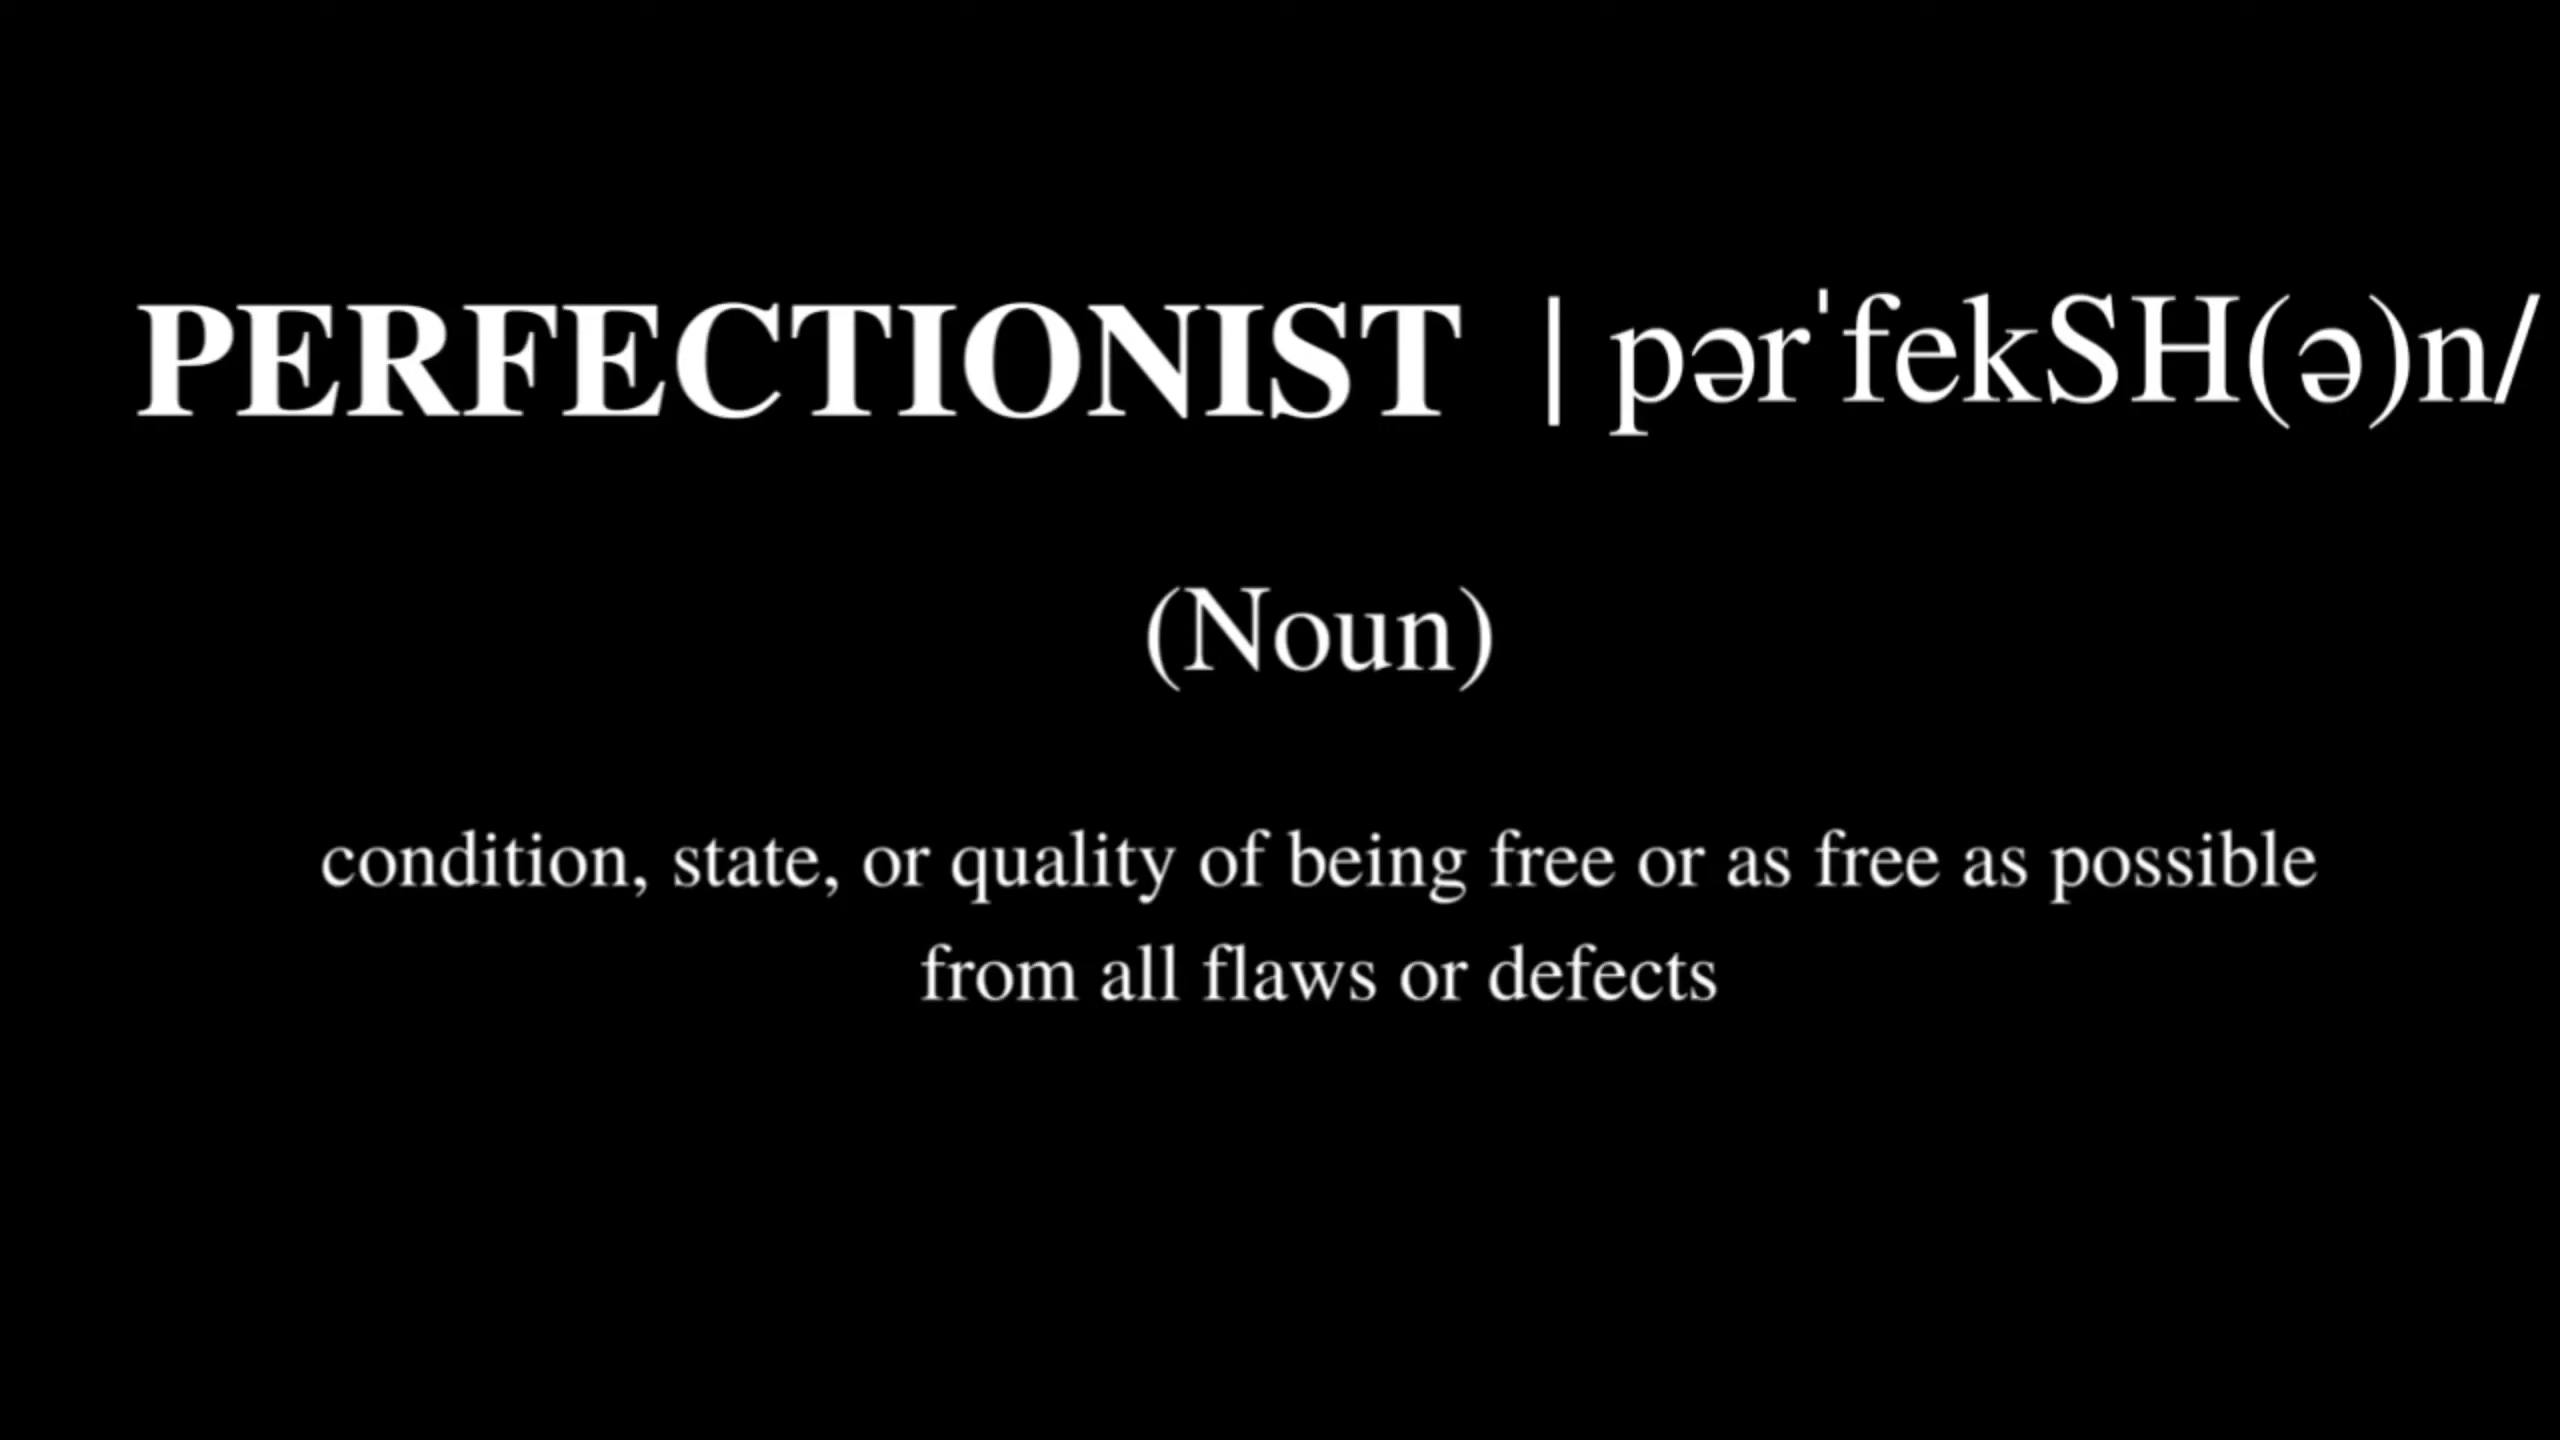 PERFECTIONIST | pərˈfekSH(ə)n/
(Noun)
condition, state, or quality of being free or as free as possible
from all flaws or defects